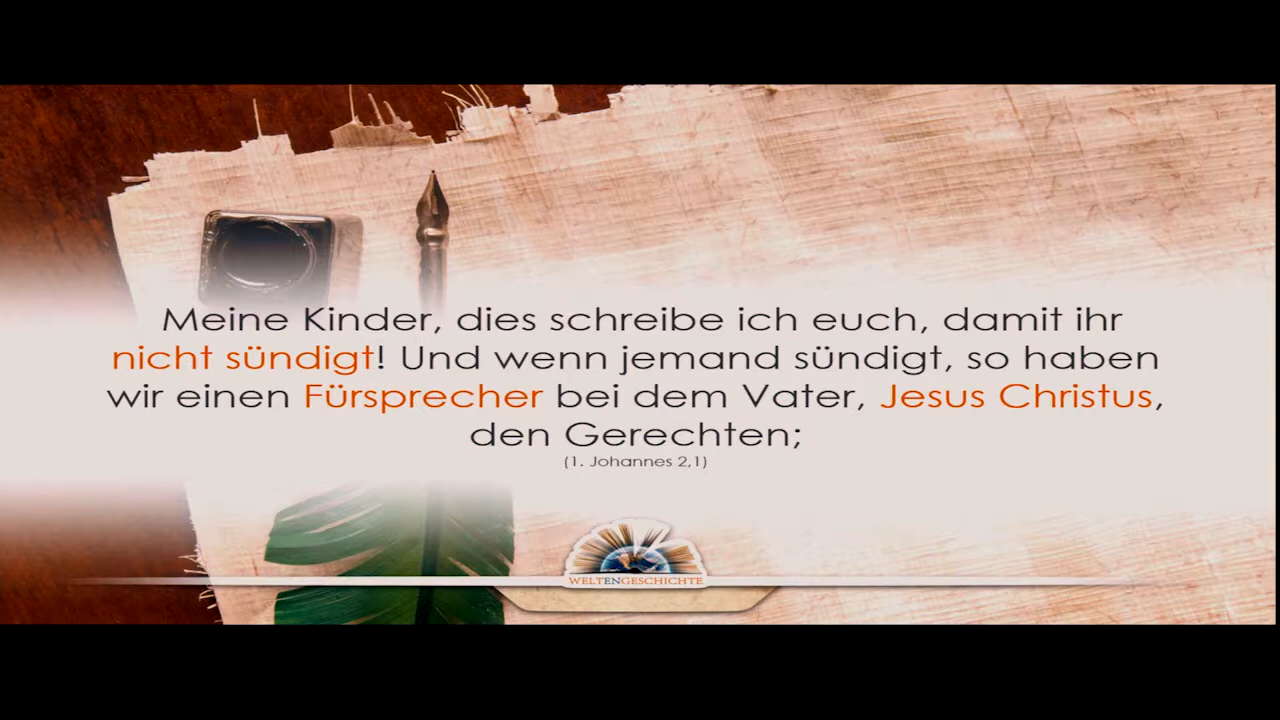 Meine Kinder, dies schreibe ich euch, damit ihr
nicht sündigt! Und wenn jemand sündigt, so haben
wir einen Fürsprecher bei dem Vater, Jesus Christus,
den Gerechten;
(1. Johannes 2,1)
WELTENGESCHICHTE